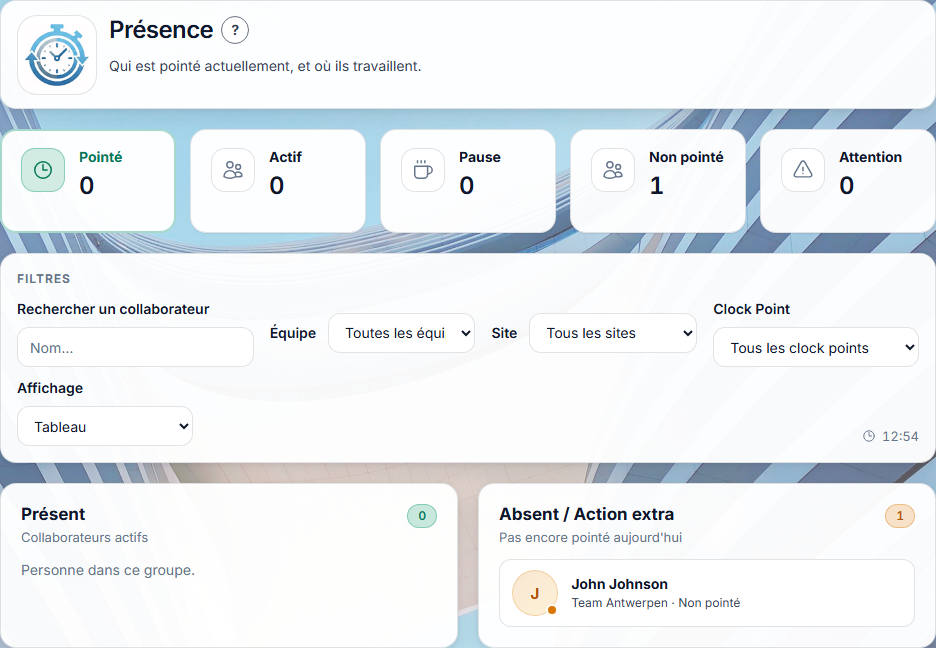 Présence ?
Qui est pointé actuellement, et où ils travaillent.
Pointé
0
Actif
0
Pause
0
Non pointé
1
Attention
0
FILTRES
Rechercher un collaborateur
Nom...
Équipe
Toutes les équi
Site
Tous les sites
Clock Point
Tous les clock points
Affichage
Tableau
12:54
Présent
0
Collaborateurs actifs
Personne dans ce groupe.
Absent / Action extra
1
Pas encore pointé aujourd'hui
J
John Johnson
Team Antwerpen · Non pointé